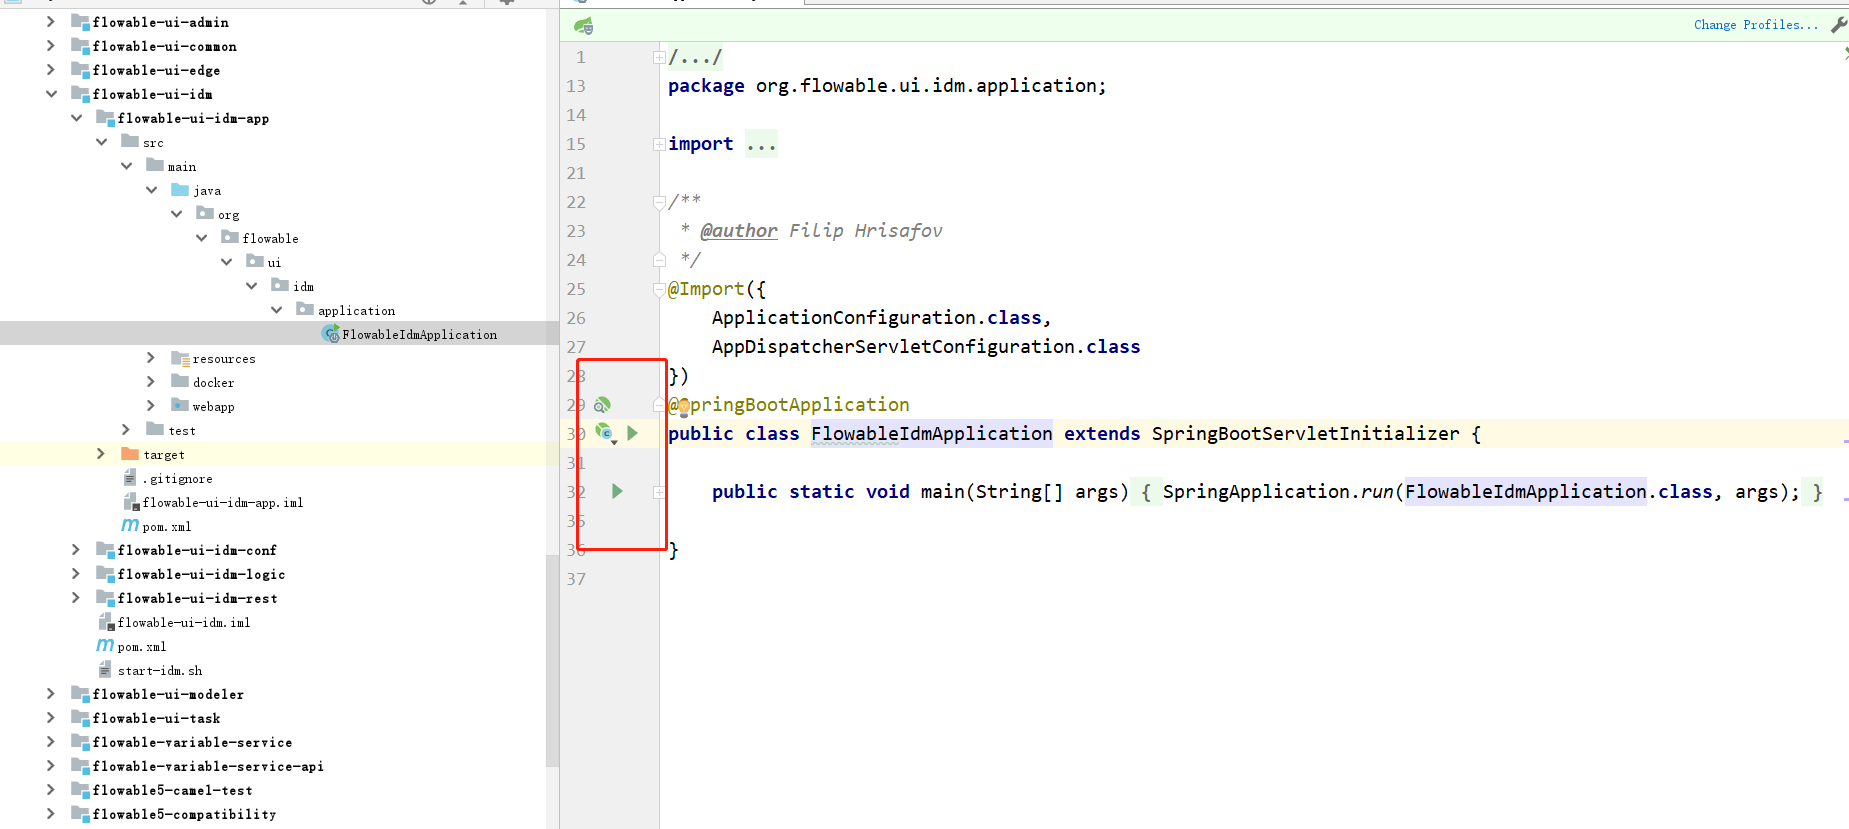 flowable-ui-admin
flowable-ui-common
flowable-ui-edge
flowable-ui-idm
flowable-ui-idm-app
src
main
java
org
flowable
ui
idm
application
FlowableIdmApplication
resources
docker
webapp
test
target
.gitignore
flowable-ui-idm-app.iml
pom.xml
flowable-ui-idm-conf
flowable-ui-idm-logic
flowable-ui-idm-rest
flowable-ui-idm.iml
pom.xml
start-idm.sh
flowable-ui-modeler
flowable-ui-task
flowable-variable-service
flowable-variable-service-api
flowable5-camel-test
flowable5-compatibility
Change Profiles...
1 /.../
13 package org.flowable.ui.idm.application;
14
15 import ...
21
22 /**
23 * @author Filip Hrisafov
24 */
25 @Import({
26 ApplicationConfiguration.class,
27 AppDispatcherServletConfiguration.class
28 })
29 @SpringBootApplication
30 public class FlowableIdmApplication extends SpringBootServletInitializer {
31
32 public static void main(String[] args) { SpringApplication.run(FlowableIdmApplication.class, args); }
35
36 }
37